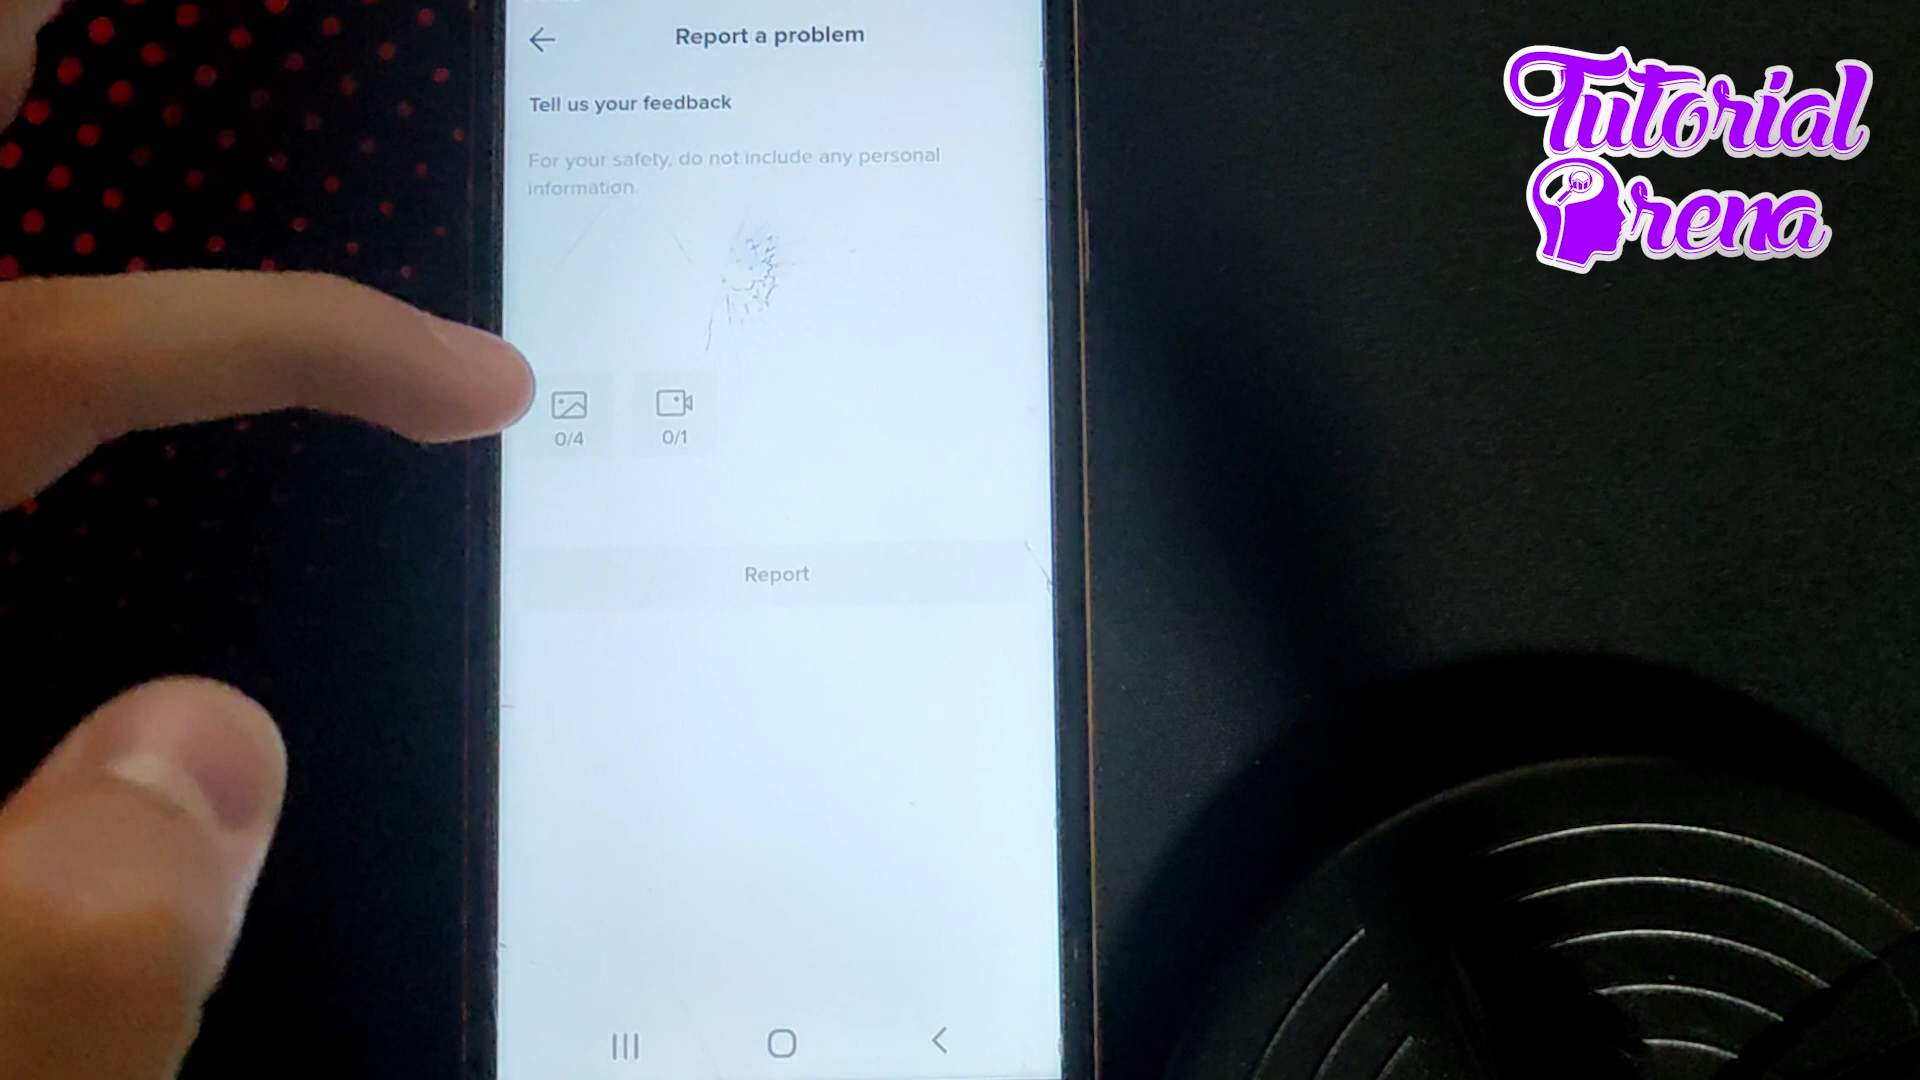 Report a problem
Tell us your feedback
For your safety, do not include any personal
information.
0/4
0/1
Report
Tutorial
Arena